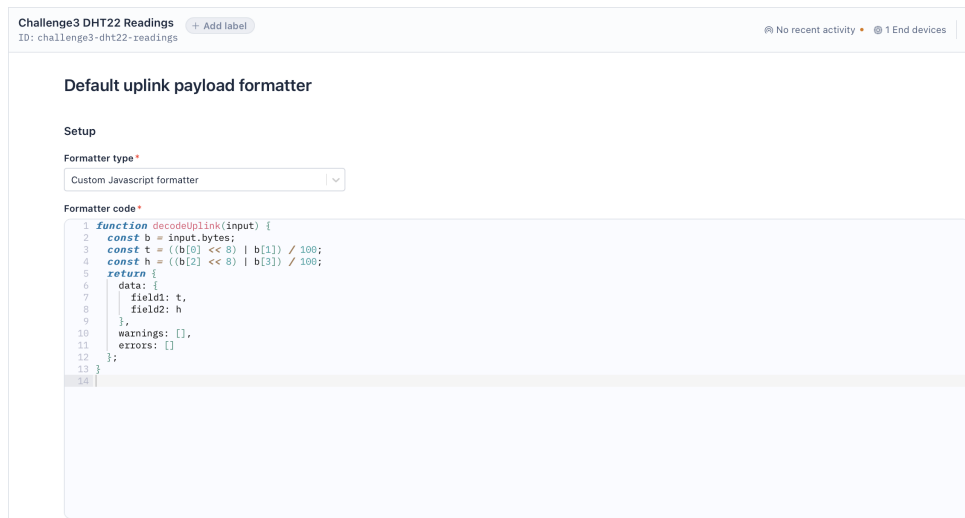 Challenge3 DHT22 Readings + Add label
ID: challenge3-dht22-readings
No recent activity • 1 End devices
Default uplink payload formatter
Setup
Formatter type*
Custom Javascript formatter
Formatter code*
1 function decodeUplink(input) {
2   const b = input.bytes;
3   const t = ((b[0] << 8) | b[1]) / 100;
4   const h = ((b[2] << 8) | b[3]) / 100;
5   return {
6     data: {
7       field1: t,
8       field2: h
9     },
10     warnings: [],
11     errors: []
12   };
13 }
14